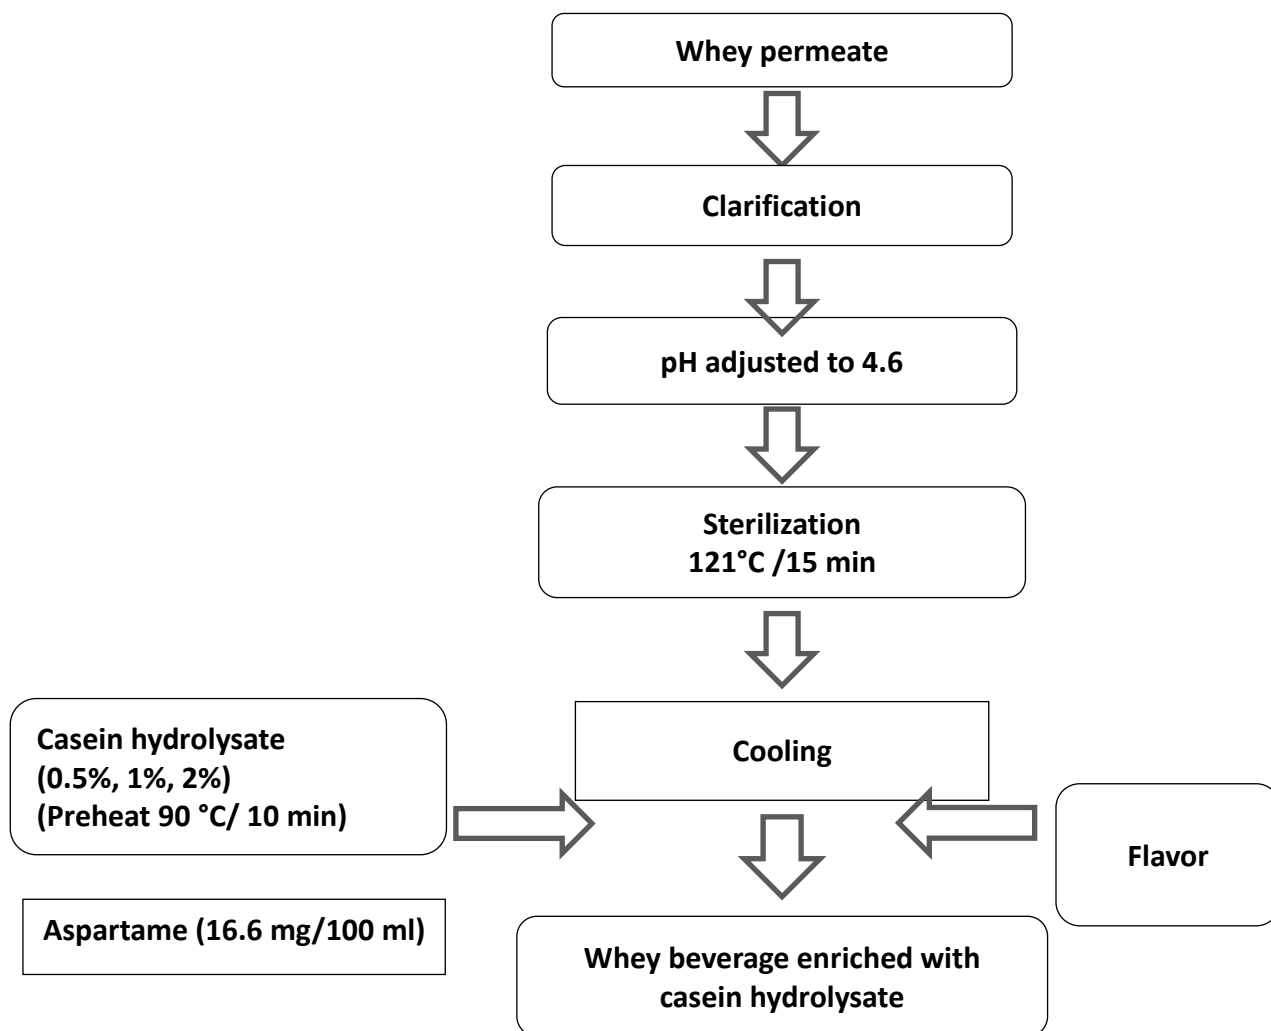 Whey permeate
Clarification
pH adjusted to 4.6
Sterilization
121°C /15 min
Cooling
Casein hydrolysate
(0.5%, 1%, 2%)
(Preheat 90 °C/ 10 min)
Flavor
Aspartame (16.6 mg/100 ml)
Whey beverage enriched with
casein hydrolysate